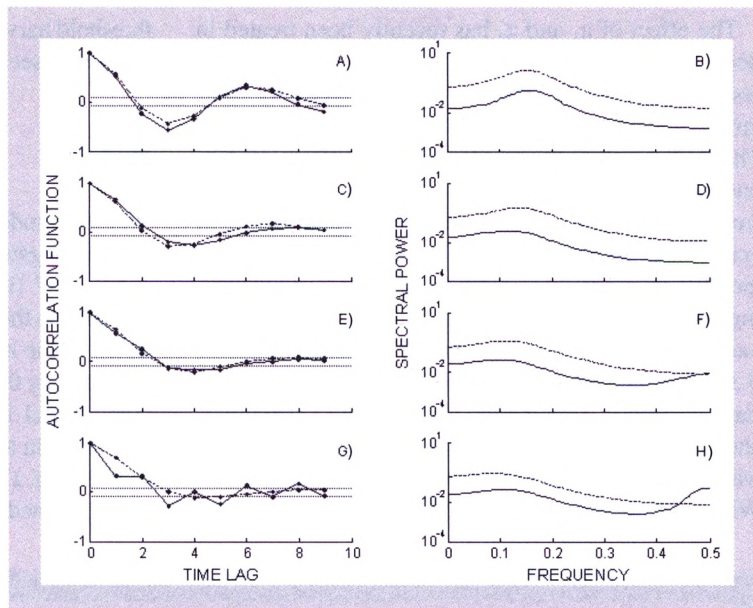 1
0
-1
A)
10^1
10^-2
10^-4
B)
1
0
-1
C)
10^1
10^-2
10^-4
D)
1
0
-1
E)
10^1
10^-2
10^-4
F)
1
0
-1
G)
10^1
10^-2
10^-4
H)
AUTOCORRELATION FUNCTION
SPECTRAL POWER
0 2 4 6 8 10
0 0.1 0.2 0.3 0.4 0.5
TIME LAG
FREQUENCY